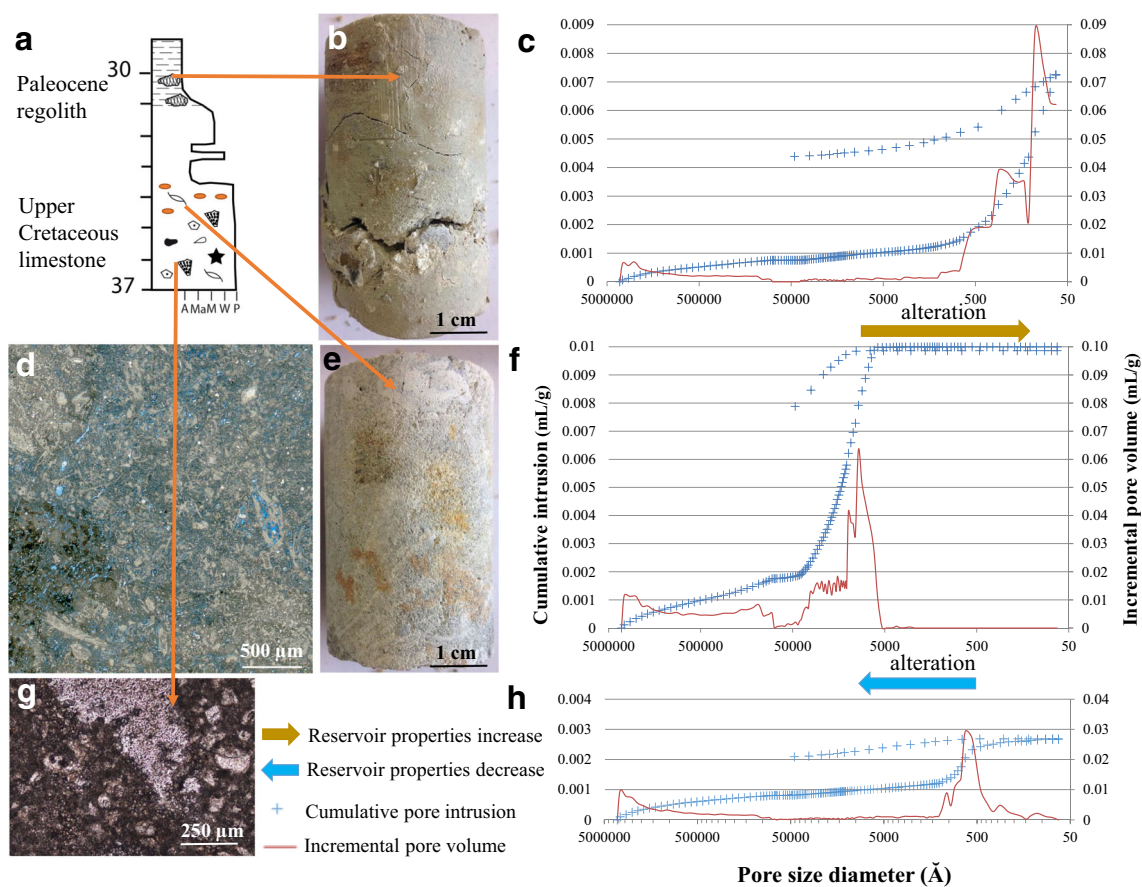 a
30
Paleocene
regolith
Upper
Cretaceous
limestone
37
A MaM W P
b
1 cm
c
0.009
0.008
0.007
0.006
0.005
0.004
0.003
0.002
0.001
0
0.09
0.08
0.07
0.06
0.05
0.04
0.03
0.02
0.01
0
5000000 500000 50000 5000 500 50
alteration
d
500 µm
e
1 cm
f
0.01
0.009
0.008
0.007
0.006
0.005
0.004
0.003
0.002
0.001
0
0.10
0.09
0.08
0.07
0.06
0.05
0.04
0.03
0.02
0.01
0
Cumulative intrusion (mL/g)
Incremental pore volume (mL/g)
5000000 500000 50000 5000 500 50
alteration
g
250 µm
Reservoir properties increase
Reservoir properties decrease
Cumulative pore intrusion
Incremental pore volume
h
0.004
0.003
0.002
0.001
0
0.04
0.03
0.02
0.01
0
5000000 500000 50000 5000 500 50
Pore size diameter (Ă)